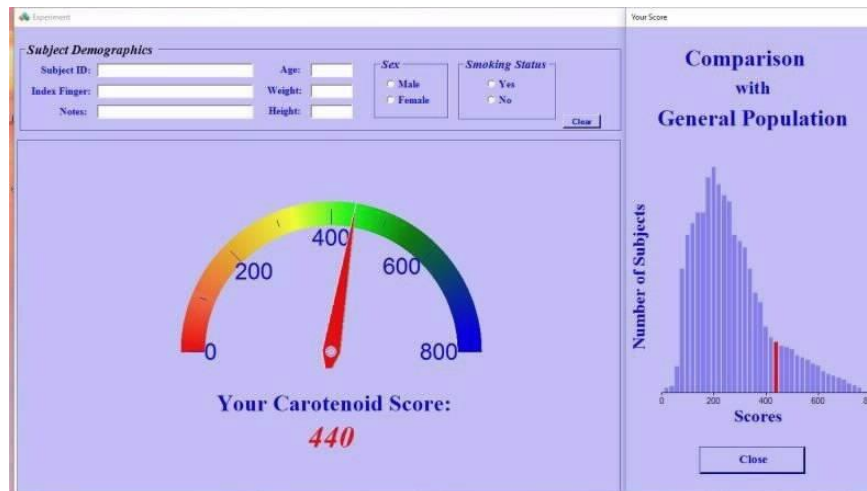 Experiment
Subject Demographics
Subject ID:
Index Finger:
Notes:
Age:
Weight:
Height:
Sex
Male
Female
Smoking Status
Yes
No
Clear
0
200
400
600
800
Your Carotenoid Score:
440
Your Score
Comparison
with
General Population
Number of Subjects
0 200 400 600
Scores
Close